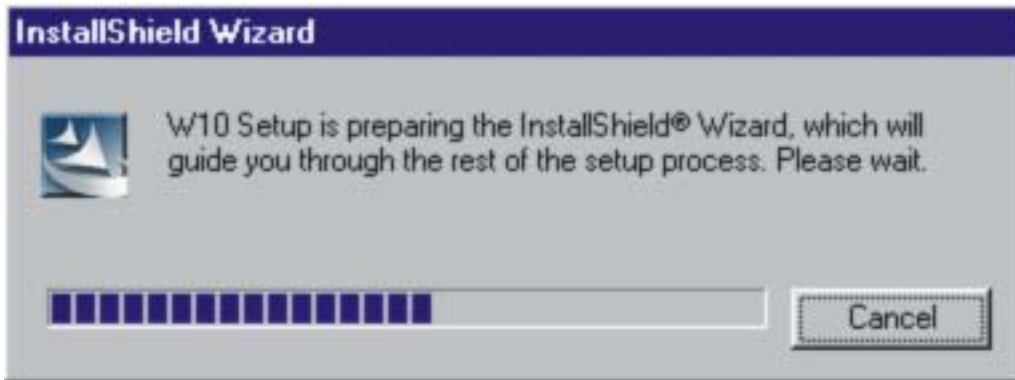 InstallShield Wizard
W10 Setup is preparing the InstallShield® Wizard, which will
guide you through the rest of the setup process. Please wait.
Cancel